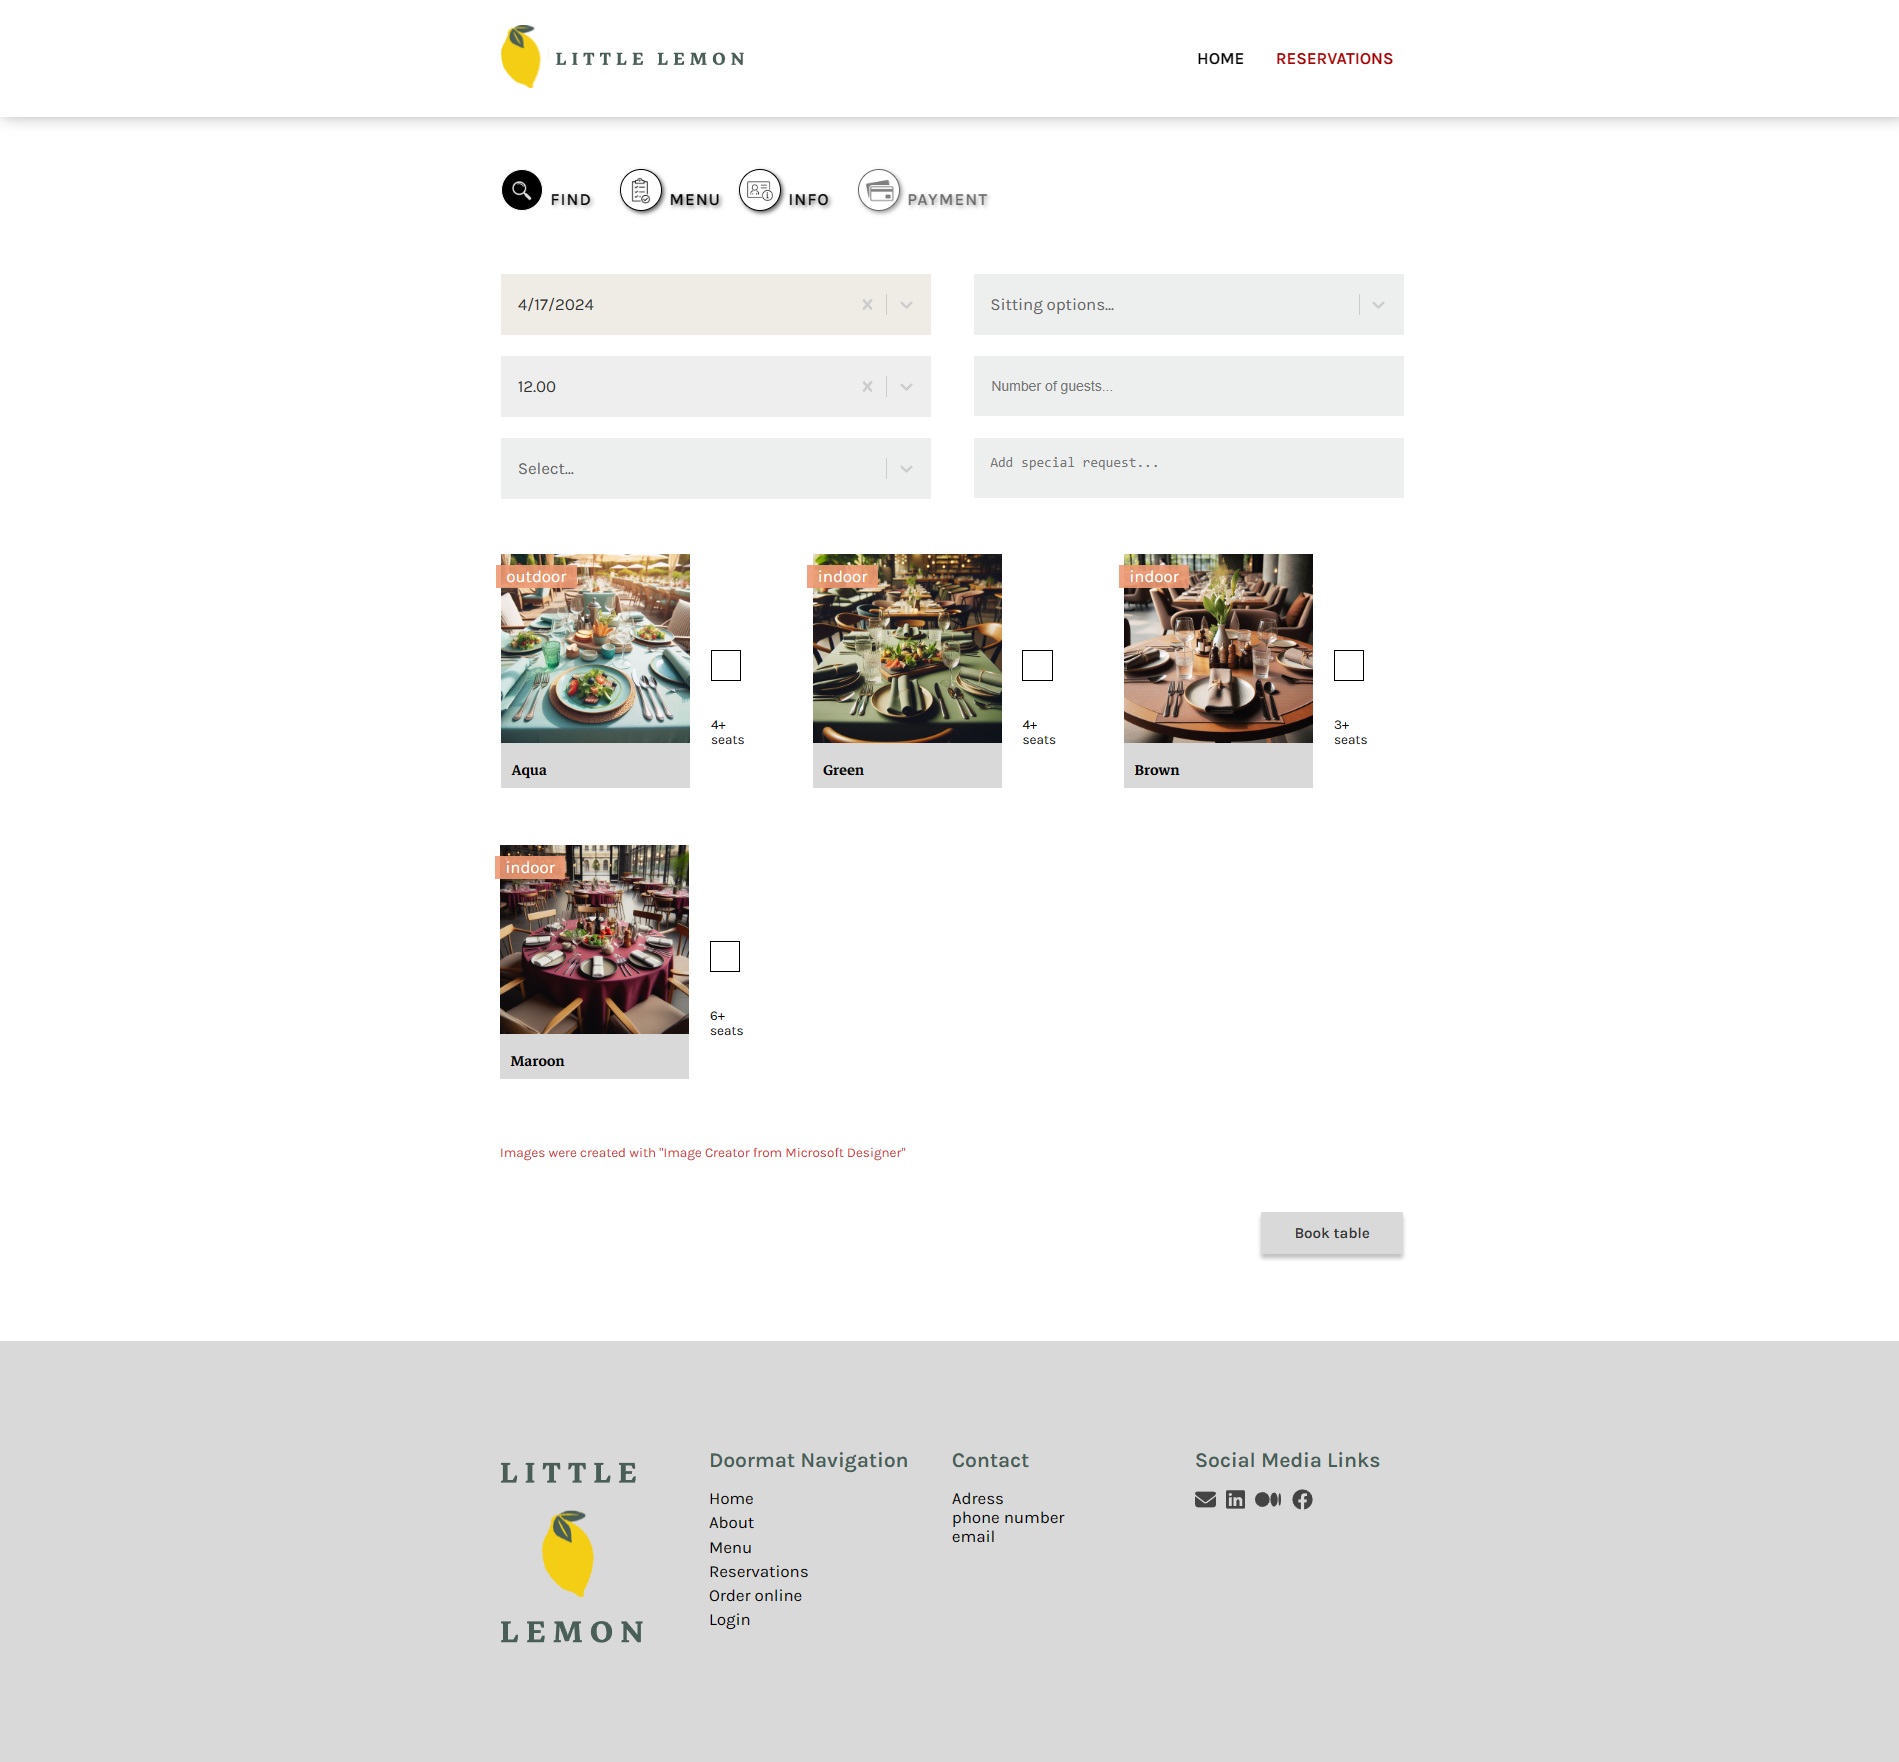 LITTLE LEMON
HOME
RESERVATIONS
FIND
MENU
INFO
PAYMENT
4/17/2024
Sitting options...
12.00
Number of guests...
Select...
Add special request...
outdoor
4+
seats
Aqua
indoor
4+
seats
Green
indoor
3+
seats
Brown
indoor
6+
seats
Maroon
Images were created with "Image Creator from Microsoft Designer"
Book table
LITTLE
LEMON
Doormat Navigation
Home
About
Menu
Reservations
Order online
Login
Contact
Adress
phone number
email
Social Media Links